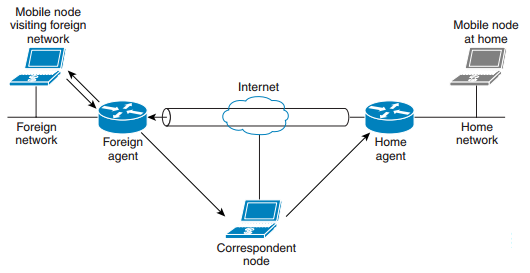 Mobile node
visiting foreign
network
Mobile node
at home
Internet
Foreign
network
Foreign
agent
Home
agent
Home
network
Correspondent
node